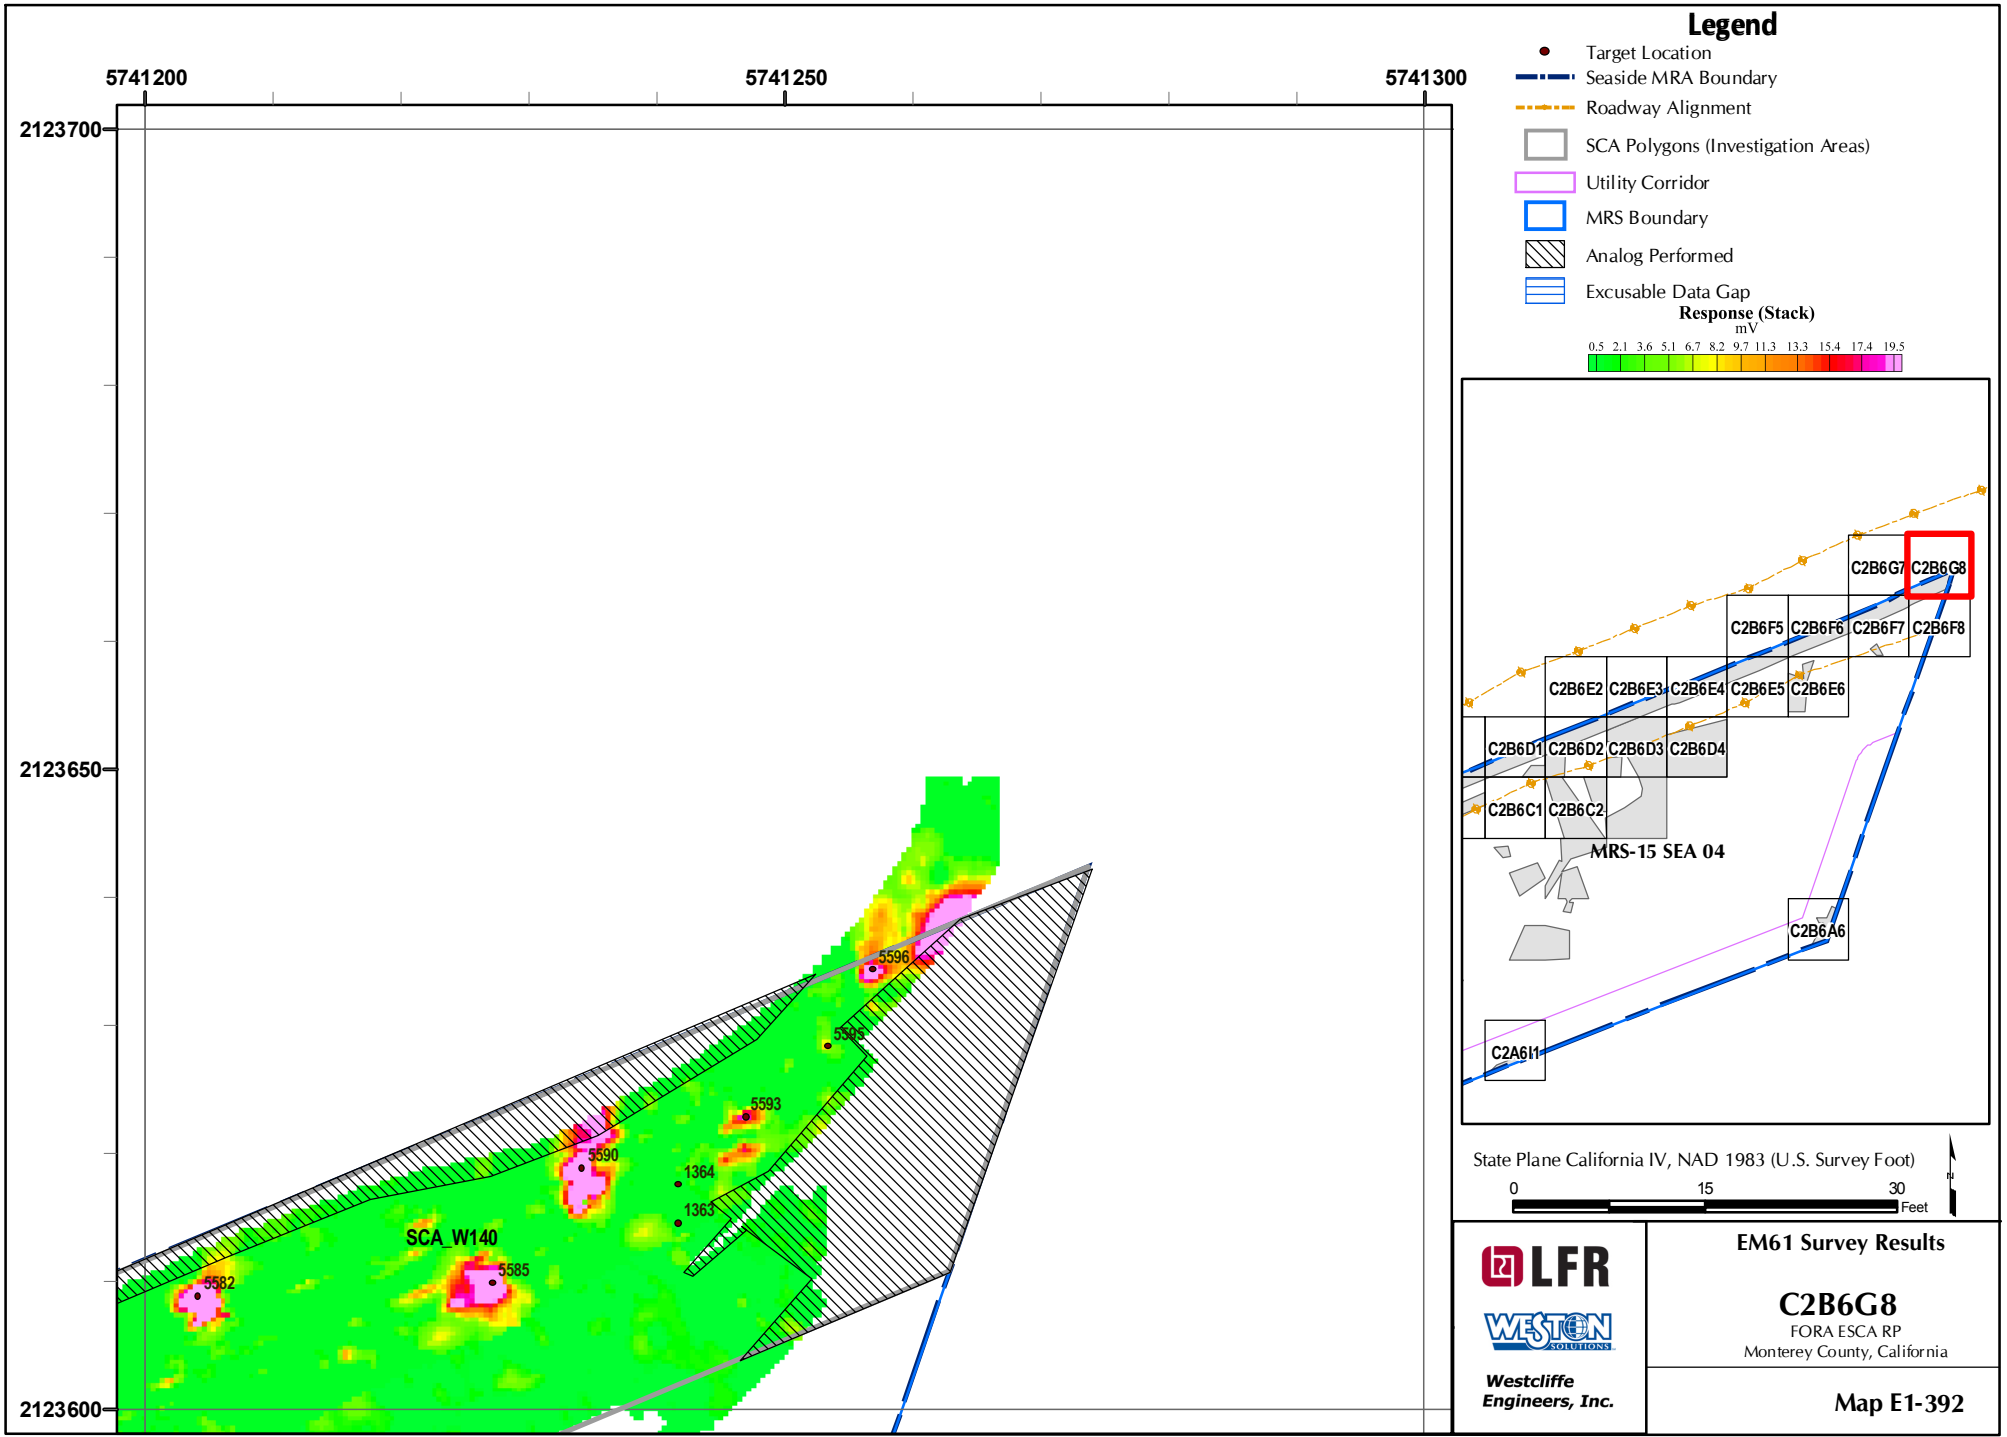 Legend
Target Location
Seaside MRA Boundary
Roadway Alignment
SCA Polygons (Investigation Areas)
Utility Corridor
MRS Boundary
Analog Performed
Excusable Data Gap
Response (Stack)
mV
0.5 2.1 3.6 5.1 6.7 8.2 9.7 11.3 13.3 15.4 17.4 19.5
5741200 5741250 5741300
2123700
2123650
2123600
5596
5595
5593
5590
1364
1363
SCA_W140
5585
5582
C2B6G7 C2B6G8
C2B6F5 C2B6F6 C2B6F7 C2B6F8
C2B6E2 C2B6E3 C2B6E4 C2B6E5 C2B6E6
C2B6D1 C2B6D2 C2B6D3 C2B6D4
C2B6C1 C2B6C2
MRS-15 SEA 04
C2B6A6
C2A6I1
State Plane California IV, NAD 1983 (U.S. Survey Foot)
0 15 30
Feet
N
LFR
WESTON
SOLUTIONS
Westcliffe
Engineers, Inc.
EM61 Survey Results
C2B6G8
FORA ESCA RP
Monterey County, California
Map E1-392